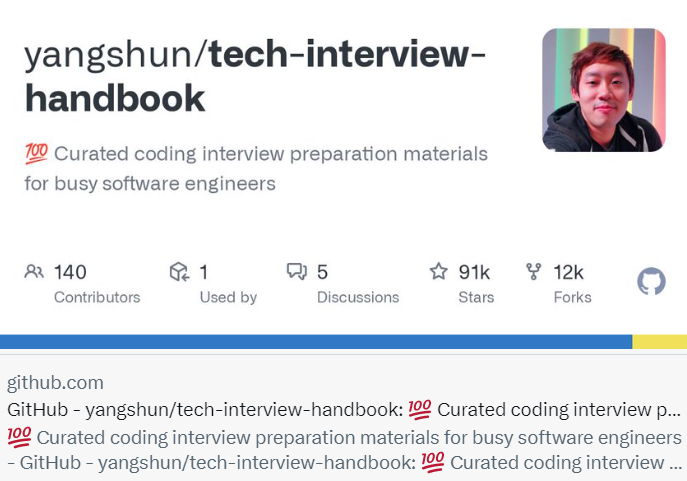 yangshun/tech-interview-
handbook
💯 Curated coding interview preparation materials
for busy software engineers
140 1 5 91k 12k
Contributors Used by Discussions Stars Forks
github.com
GitHub - yangshun/tech-interview-handbook: 💯 Curated coding interview p...
💯 Curated coding interview preparation materials for busy software engineers
- GitHub - yangshun/tech-interview-handbook: 💯 Curated coding interview ...